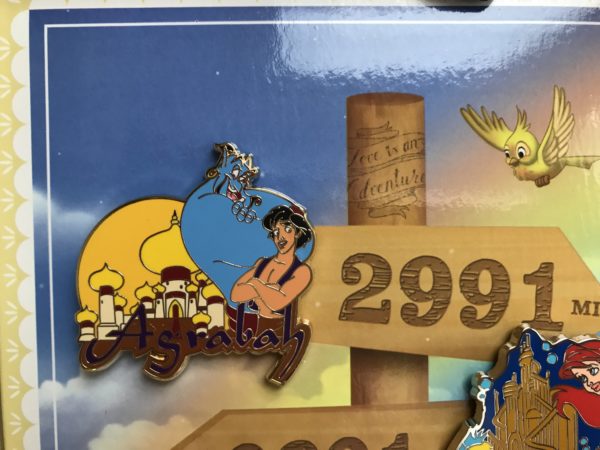 Love is an
Adventure
2991
MI
Agrabah